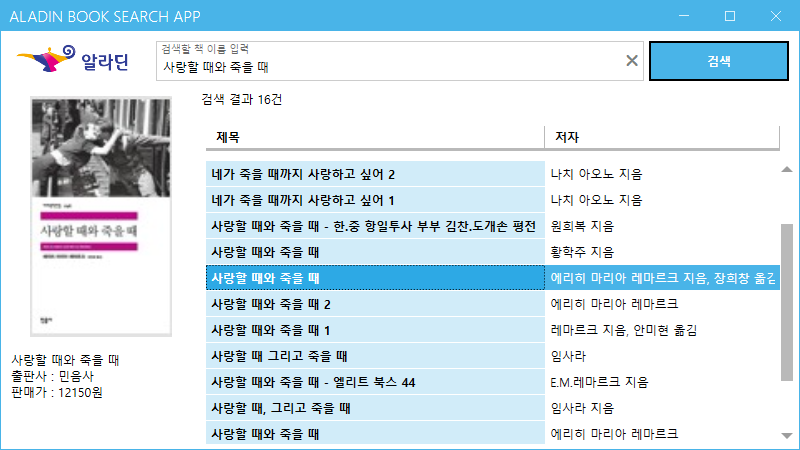 ALADIN BOOK SEARCH APP
알라딘
검색할 책 이름 입력
사랑할 때와 죽을 때
검색
검색 결과 16건
제목 저자
네가 죽을 때까지 사랑하고 싶어 2 나치 아오노 지음
네가 죽을 때까지 사랑하고 싶어 1 나치 아오노 지음
사랑할 때와 죽을 때 - 한.중 항일투사 부부 김찬.도개손 평전 원희복 지음
사랑할 때와 죽을 때 황학주 지음
사랑할 때와 죽을 때 에리히 마리아 레마르크 지음, 장희창 옮김
사랑할 때와 죽을 때 2 에리히 마리아 레마르크
사랑할 때와 죽을 때 1 레마르크 지음, 안미현 옮김
사랑할 때 그리고 죽을 때 임사라
사랑할 때와 죽을 때 - 엘리트 북스 44 E.M.레마르크 지음
사랑할 때, 그리고 죽을 때 임사라 지음
사랑할 때와 죽을 때 에리히 마리아 레마르크
사랑할 때와 죽을 때
민음사
사랑할 때와 죽을 때
출판사 : 민음사
판매가 : 12150원